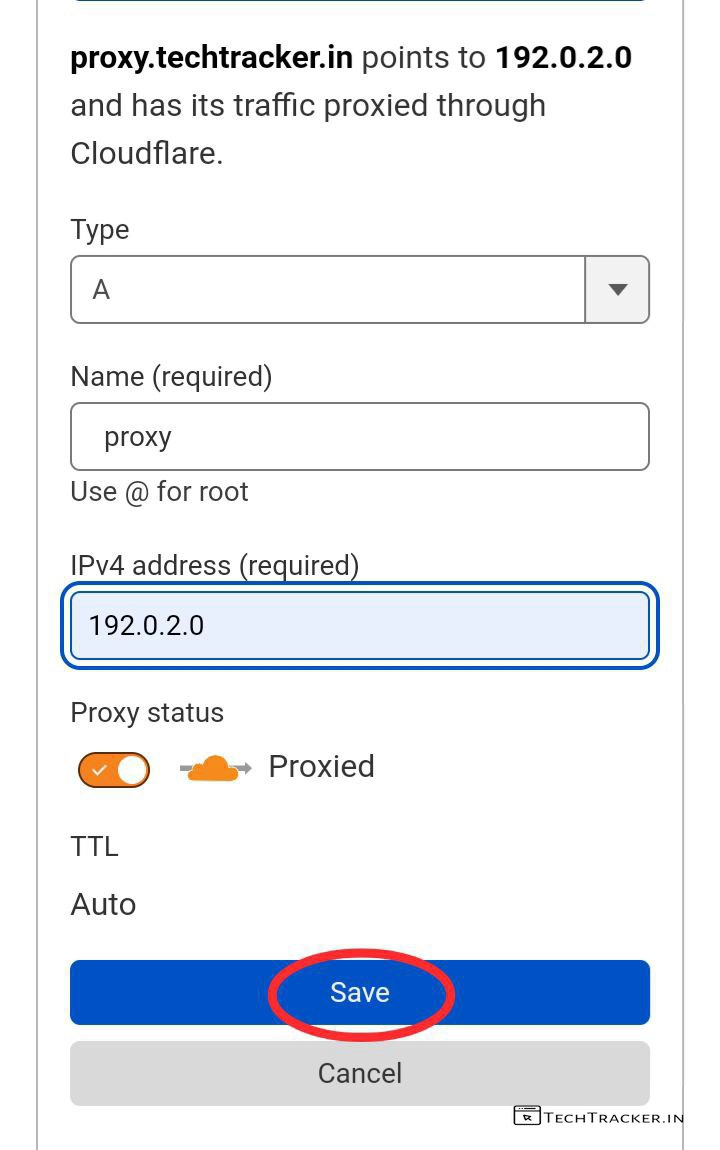 proxy.techtracker.in points to 192.0.2.0
and has its traffic proxied through
Cloudflare.
Type
A
Name (required)
proxy
Use @ for root
IPv4 address (required)
192.0.2.0
Proxy status
Proxied
TTL
Auto
Save
Cancel
TECHTRACKER.IN